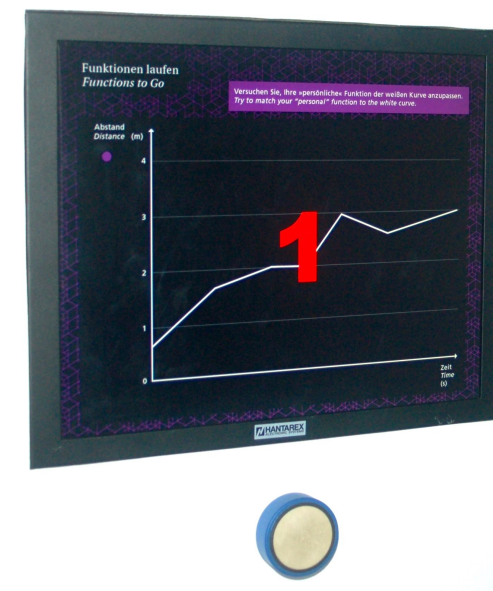 Funktionen laufen
Functions to Go
Versuchen Sie, Ihre »persönliche« Funktion der weißen Kurve anzupassen.
Try to match your "personal" function to the white curve.
Abstand
Distance (m)
4
3
1
2
1
0
Zeit
Time
(s)
HANTAREX